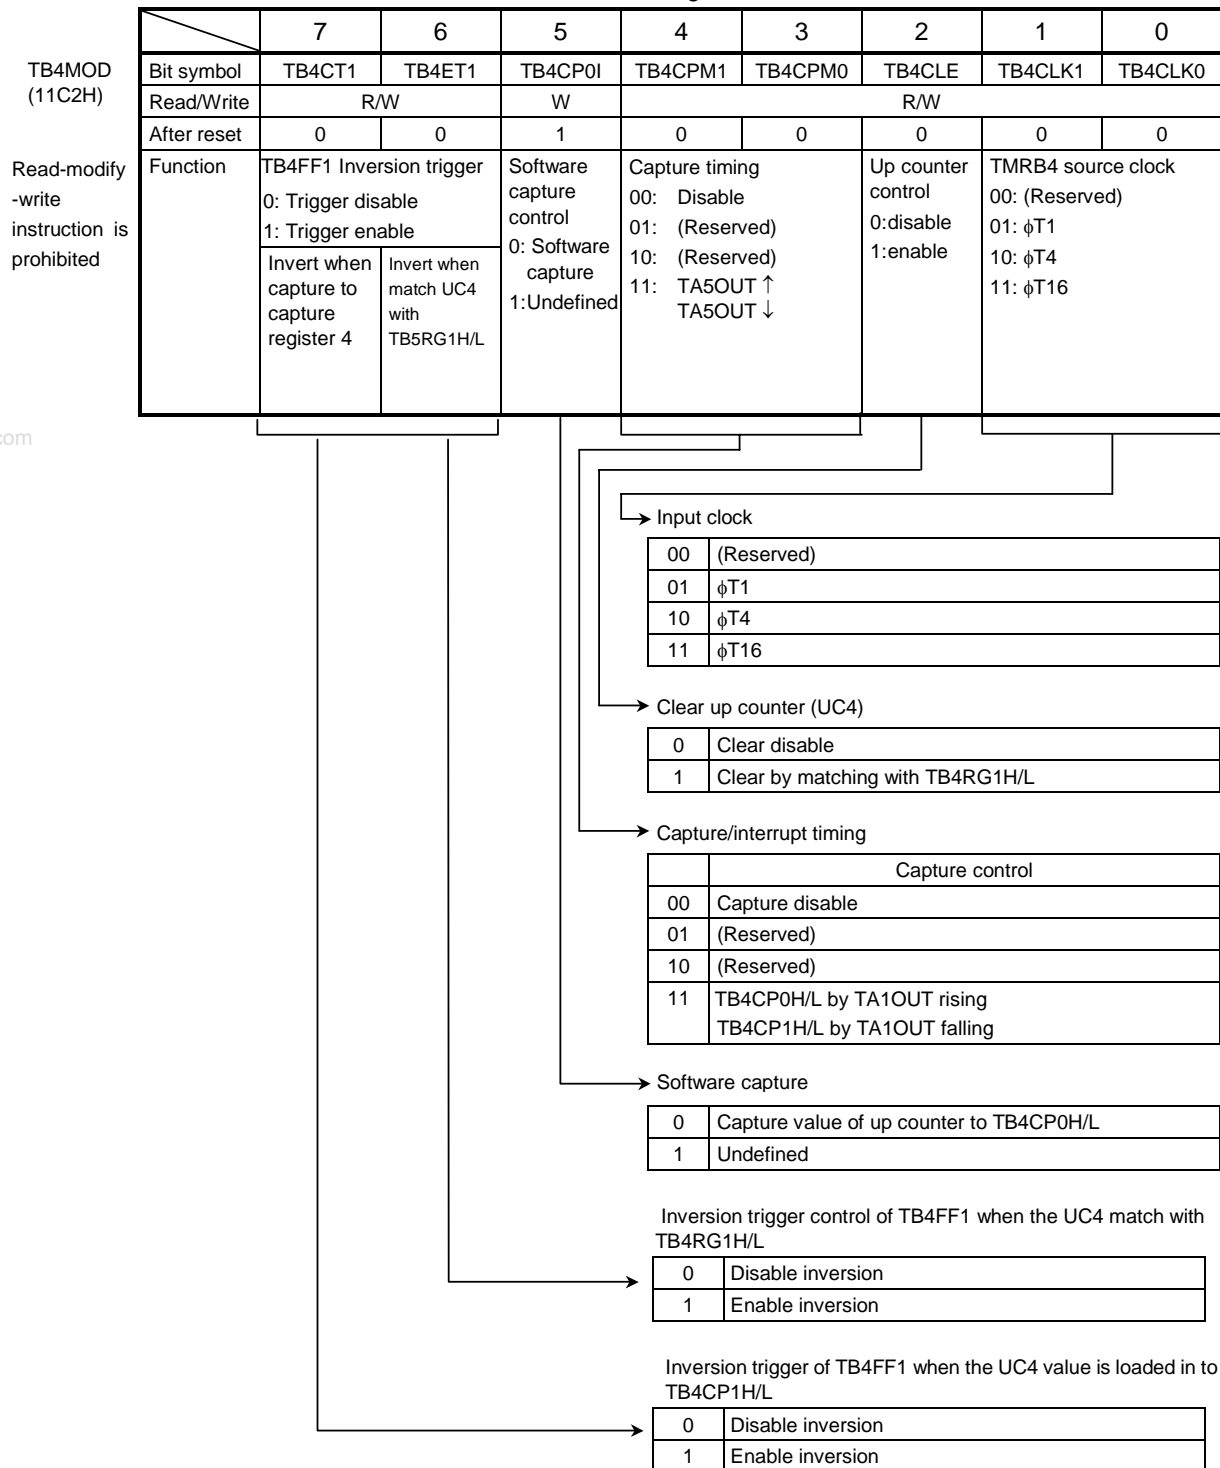 7 6 5 4 3 2 1 0
TB4MOD
(11C2H)
Bit symbol TB4CT1 TB4ET1 TB4CP0I TB4CPM1 TB4CPM0 TB4CLE TB4CLK1 TB4CLK0
Read/Write R/W W R/W
After reset 0 0 1 0 0 0 0 0
Read-modify
-write
instruction is
prohibited
Function
TB4FF1 Inversion trigger
0: Trigger disable
1: Trigger enable
Invert when
capture to
capture
register 4
Invert when
match UC4
with
TB5RG1H/L
Software
capture
control
0: Software
capture
1:Undefined
Capture timing
00: Disable
01: (Reserved)
10: (Reserved)
11: TA5OUT ↑
TA5OUT ↓
Up counter
control
0:disable
1:enable
TMRB4 source clock
00: (Reserved)
01: ϕT1
10: ϕT4
11: ϕT16
com
Input clock
00 (Reserved)
01 ϕT1
10 ϕT4
11 ϕT16
Clear up counter (UC4)
0 Clear disable
1 Clear by matching with TB4RG1H/L
Capture/interrupt timing
Capture control
00 Capture disable
01 (Reserved)
10 (Reserved)
11 TB4CP0H/L by TA1OUT rising
TB4CP1H/L by TA1OUT falling
Software capture
0 Capture value of up counter to TB4CP0H/L
1 Undefined
Inversion trigger control of TB4FF1 when the UC4 match with
TB4RG1H/L
0 Disable inversion
1 Enable inversion
Inversion trigger of TB4FF1 when the UC4 value is loaded in to
TB4CP1H/L
0 Disable inversion
1 Enable inversion